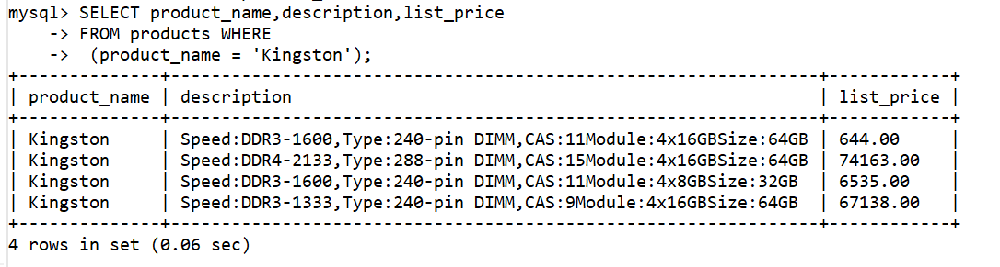 mysql> SELECT product_name,description,list_price
    -> FROM products WHERE
    ->  (product_name = 'Kingston');
+--------------+------------------------------------------------------------------+------------+
| product_name | description                                                      | list_price |
+--------------+------------------------------------------------------------------+------------+
| Kingston     | Speed:DDR3-1600,Type:240-pin DIMM,CAS:11Module:4x16GBSize:64GB | 644.00     |
| Kingston     | Speed:DDR4-2133,Type:288-pin DIMM,CAS:15Module:4x16GBSize:64GB | 74163.00   |
| Kingston     | Speed:DDR3-1600,Type:240-pin DIMM,CAS:11Module:4x8GBSize:32GB  | 6535.00    |
| Kingston     | Speed:DDR3-1333,Type:240-pin DIMM,CAS:9Module:4x16GBSize:64GB  | 67138.00   |
+--------------+------------------------------------------------------------------+------------+
4 rows in set (0.06 sec)